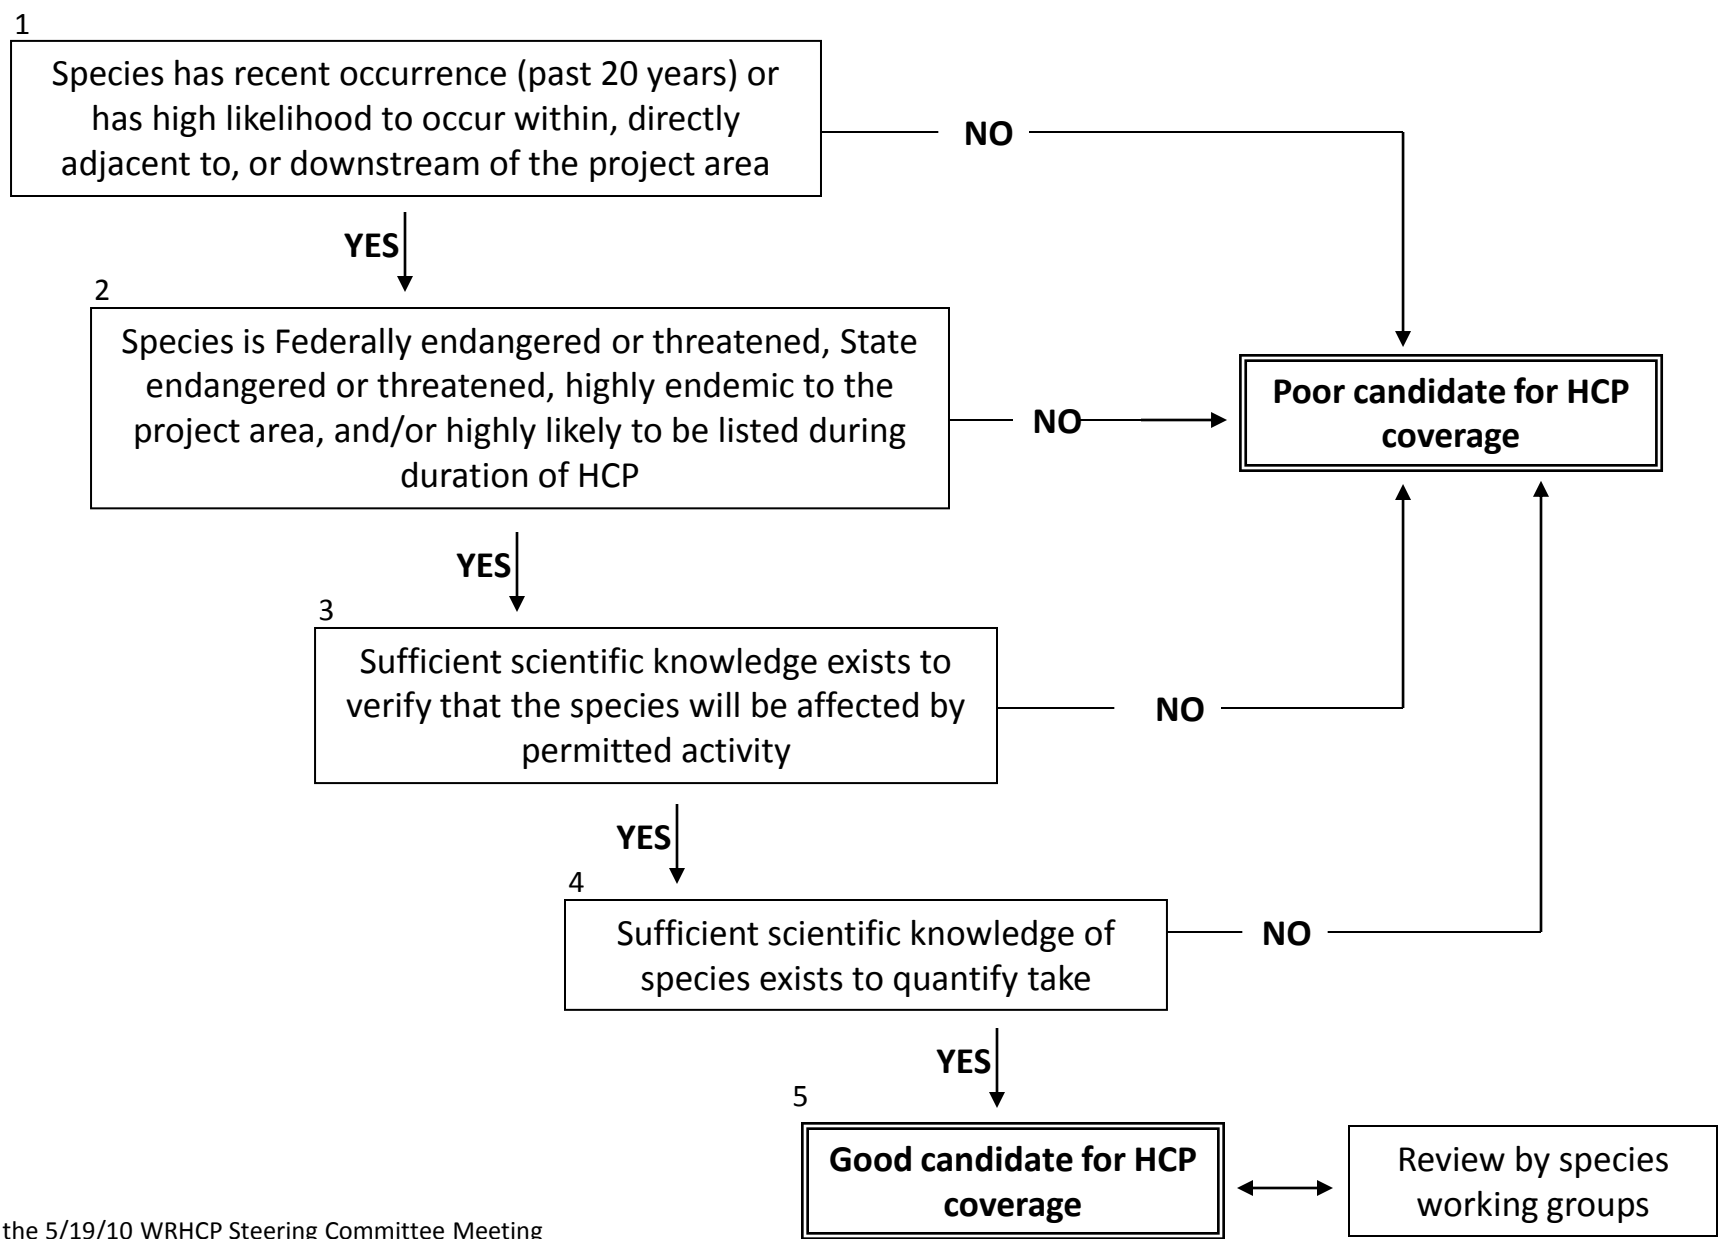 1
Species has recent occurrence (past 20 years) or
has high likelihood to occur within, directly
adjacent to, or downstream of the project area
NO
YES
2
Species is Federally endangered or threatened, State
endangered or threatened, highly endemic to the
project area, and/or highly likely to be listed during
duration of HCP
NO
Poor candidate for HCP
coverage
YES
3
Sufficient scientific knowledge exists to
verify that the species will be affected by
permitted activity
NO
YES
4
Sufficient scientific knowledge of
species exists to quantify take
NO
YES
5
Good candidate for HCP
coverage
Review by species
working groups
the 5/19/10 WRHCP Steering Committee Meeting